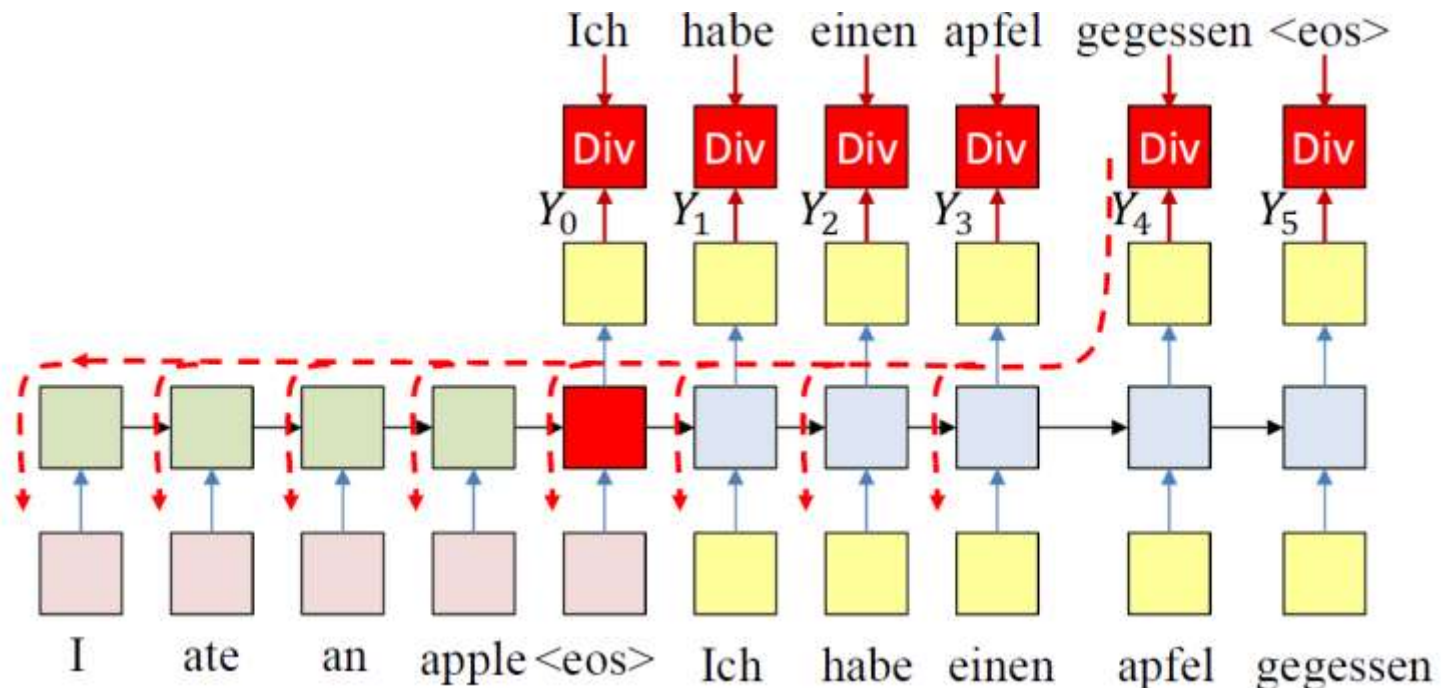 Ich habe einen apfel gegessen <eos>
Div Div Div Div Div Div
Y₀ Y₁ Y₂ Y₃ Y₄ Y₅
I ate an apple <eos> Ich habe einen apfel gegessen